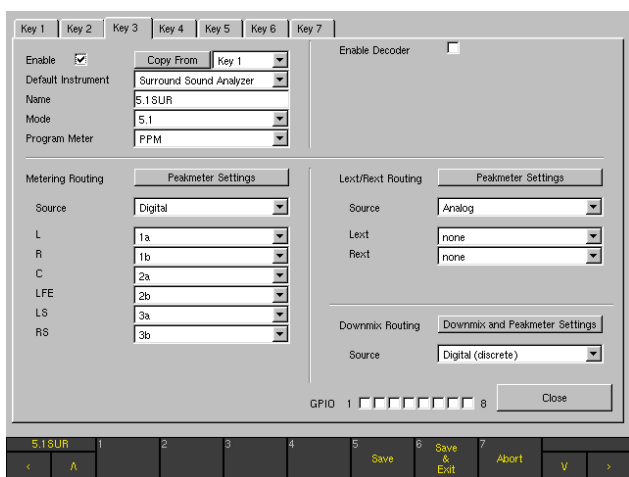 Key 1 Key 2 Key 3 Key 4 Key 5 Key 6 Key 7
Enable Copy From Key 1 Enable Decoder
Default Instrument Surround Sound Analyzer
Name 5.1SUR
Mode 5.1
Program Meter PPM
Metering Routing Peakmeter Settings Lext/Rext Routing Peakmeter Settings
Source Digital Source Analog
L 1a Lext none
R 1b Rext none
C 2a
LFE 2b
LS 3a Downmix Routing Downmix and Peakmeter Settings
RS 3b Source Digital (discrete)
GPIO 1 8 Close
5.1SUR 1 2 3 4 5 6 7
< Λ Save Save & Exit Abort V >